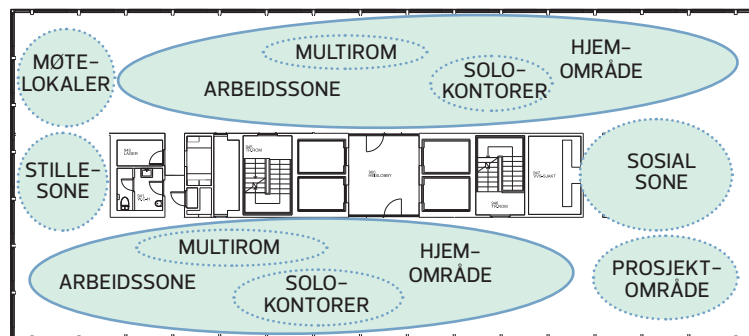 MØTE-
LOKALER
MULTIROM
HJEM-
OMRÅDE
ARBEIDSSONE
SOLO-
KONTORER
STILLE-
SONE
LAGER
SOSIAL
SONE
MULTIROM
HJEM-
OMRÅDE
ARBEIDSSONE
SOLO-
KONTORER
PROSJEKT-
OMRÅDE